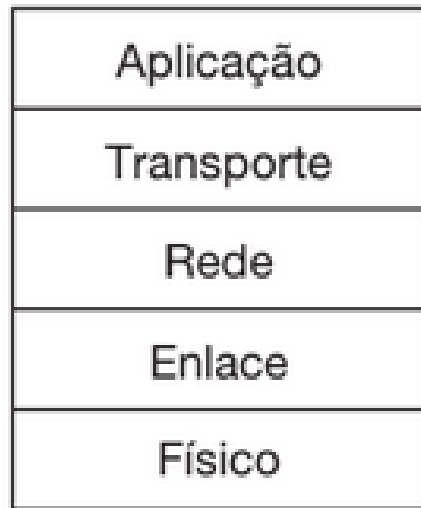 Aplicação
Transporte
Rede
Enlace
Físico